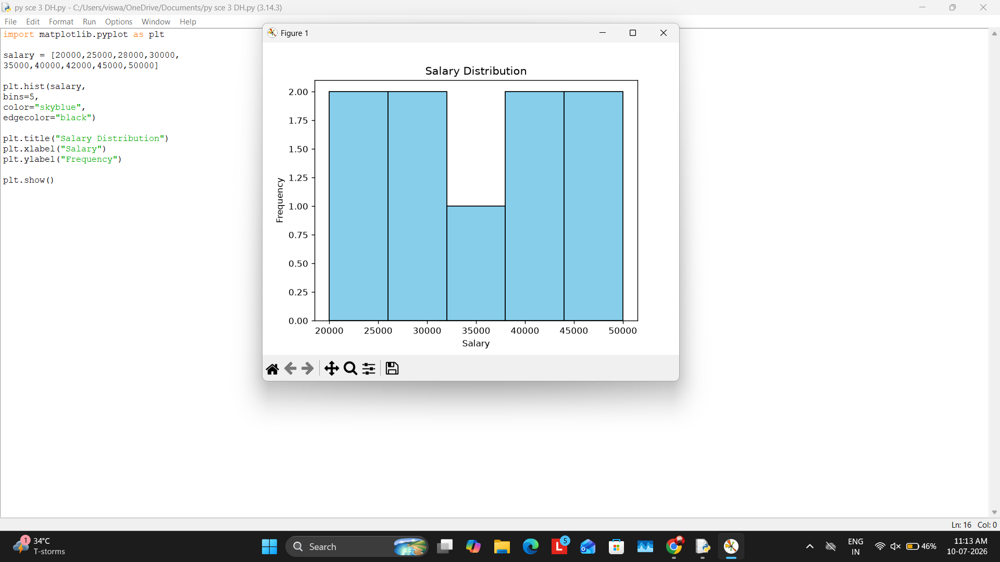 py sce 3 DH.py - C:/Users/viswa/OneDrive/Documents/py sce 3 DH.py (3.14.3)
File Edit Format Run Options Window Help
import matplotlib.pyplot as plt
salary = [20000,25000,28000,30000,
35000,40000,42000,45000,50000]
plt.hist(salary,
bins=5,
color="skyblue",
edgecolor="black")
plt.title("Salary Distribution")
plt.xlabel("Salary")
plt.ylabel("Frequency")
plt.show()
Figure 1
Salary Distribution
2.00
1.75
1.50
1.25
1.00
0.75
0.50
0.25
0.00
Frequency
20000 25000 30000 35000 40000 45000 50000
Salary
Ln: 16 Col: 0
1
34°C
T-storms
Search
L
5
ENG
IN
46%
11:13 AM
10-07-2026